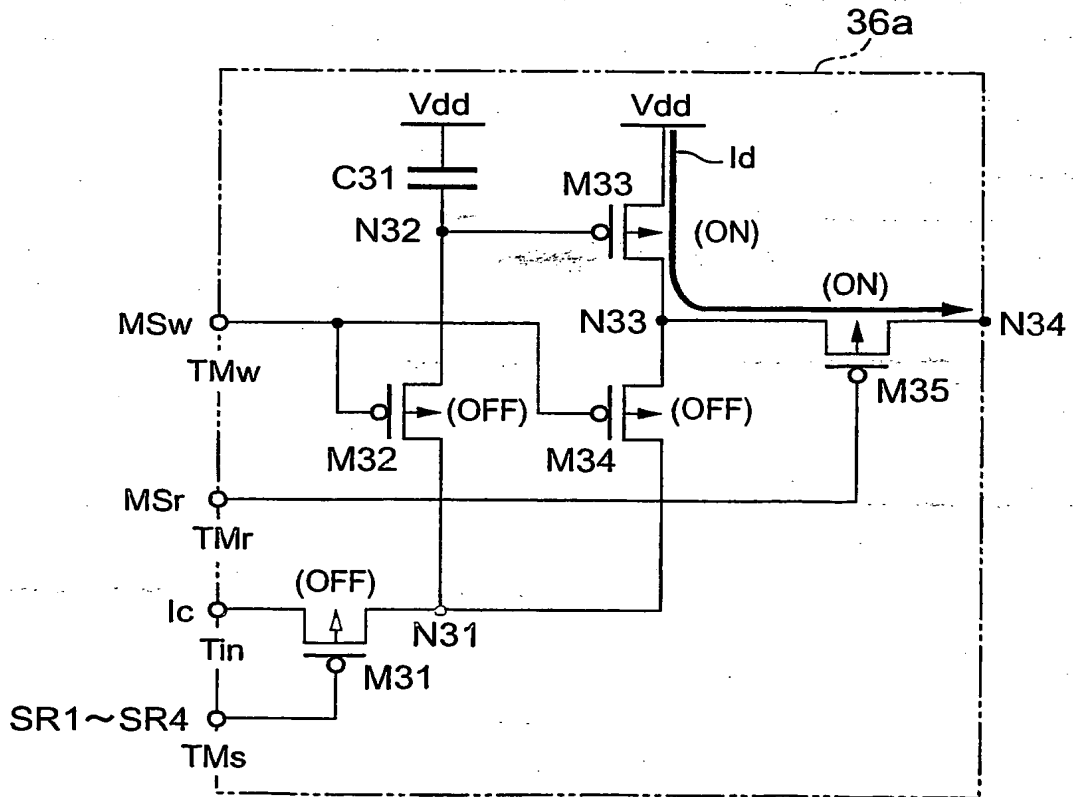 36a
Vdd
Vdd
Id
C31
M33
N32
(ON)
(ON)
MSw
N33
N34
TMw
(OFF)
(OFF)
M35
M32
M34
MSr
TMr
(OFF)
Ic
N31
Tin
M31
SR1～SR4
TMs